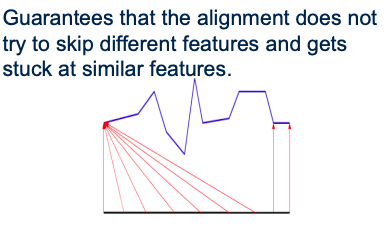 Guarantees that the alignment does not
try to skip different features and gets
stuck at similar features.